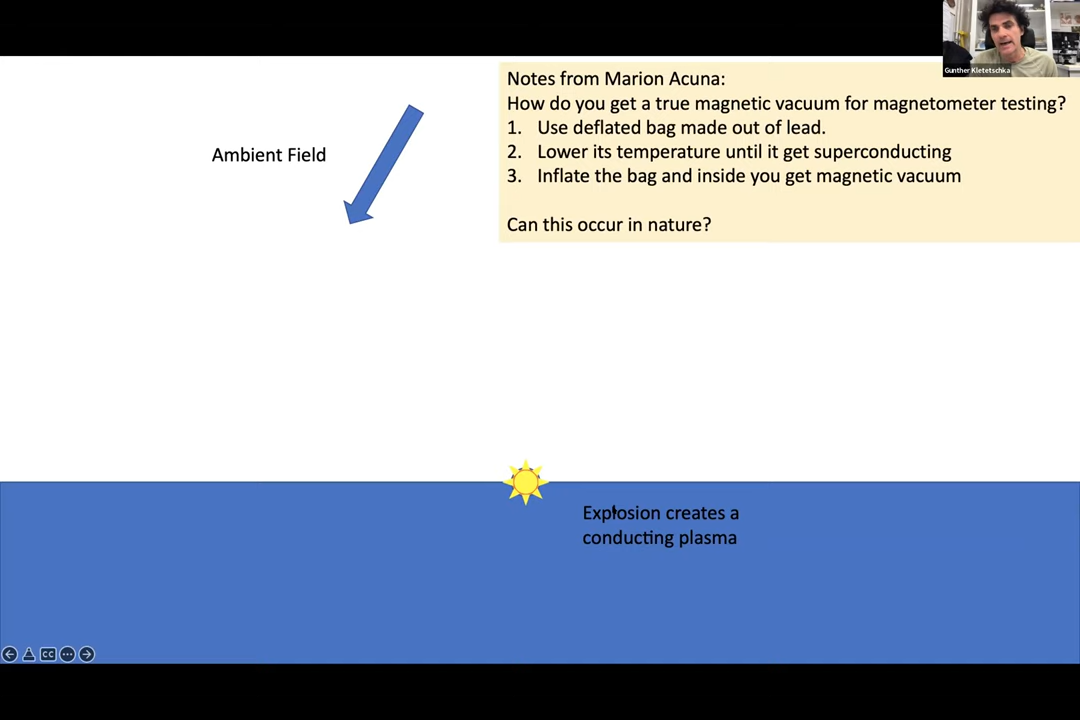 Notes from Marion Acuna:
How do you get a true magnetic vacuum for magnetometer testing?
1. Use deflated bag made out of lead.
2. Lower its temperature until it get superconducting
3. Inflate the bag and inside you get magnetic vacuum
Can this occur in nature?
Gunther Kletetschka
Ambient Field
Explosion creates a
conducting plasma
CC